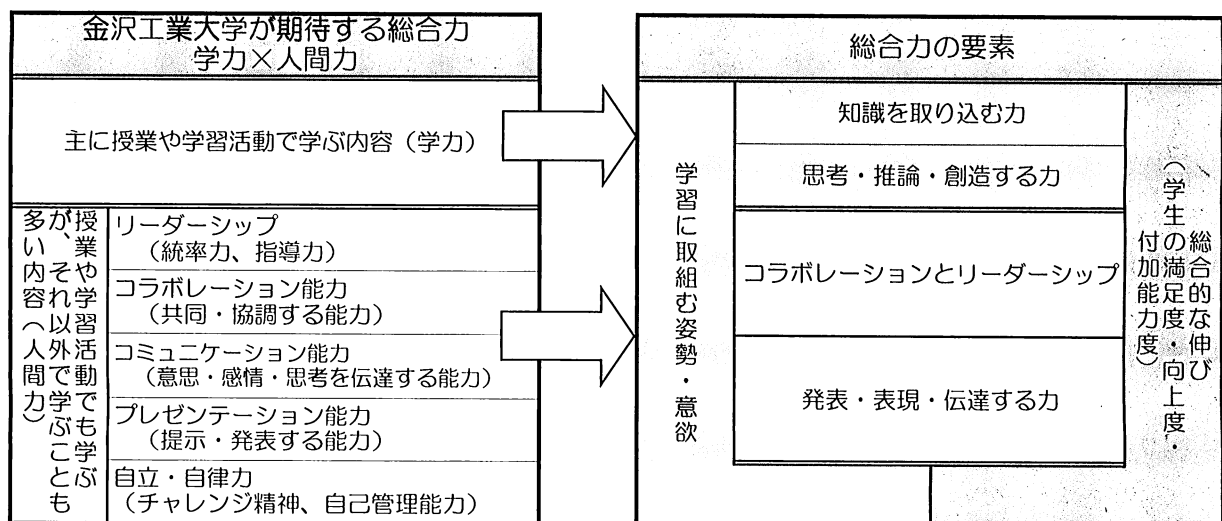 金沢工業大学が期待する総合力
学力×人間力
主に授業や学習活動で学ぶ内容（学力）
授業や学習活動でも学ぶ
が、それ以外で学ぶことも
多い内容（人間力）
リーダーシップ
（統率力、指導力）
コラボレーション能力
（共同・協調する能力）
コミュニケーション能力
（意思・感情・思考を伝達する能力）
プレゼンテーション能力
（提示・発表する能力）
自立・自律力
（チャレンジ精神、自己管理能力）
総合力の要素
学習に取組む姿勢・意欲
知識を取り込む力
思考・推論・創造する力
コラボレーションとリーダーシップ
発表・表現・伝達する力
総合的な伸び
（学生の満足度・向上度・
付加能力度）